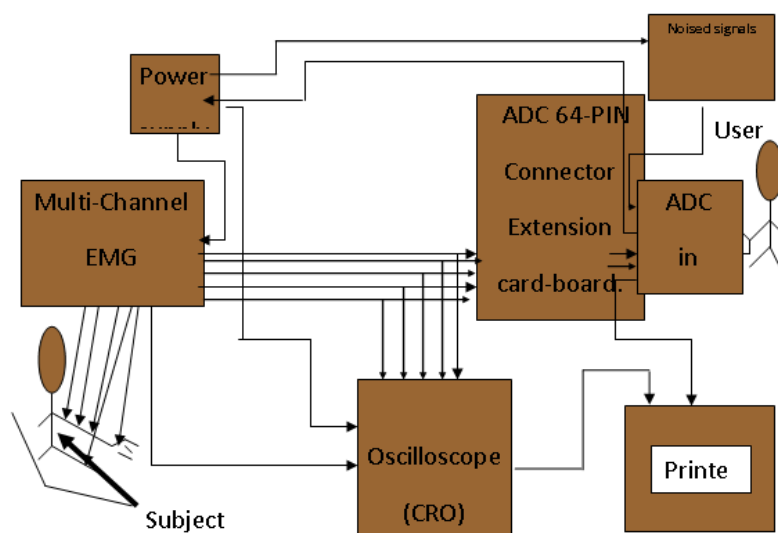 Noised signals
Power
ADC 64-PIN
User
Connector
Multi-Channel
ADC
Extension
EMG
in
card-board.
Oscilloscope
Printe
(CRO)
Subject